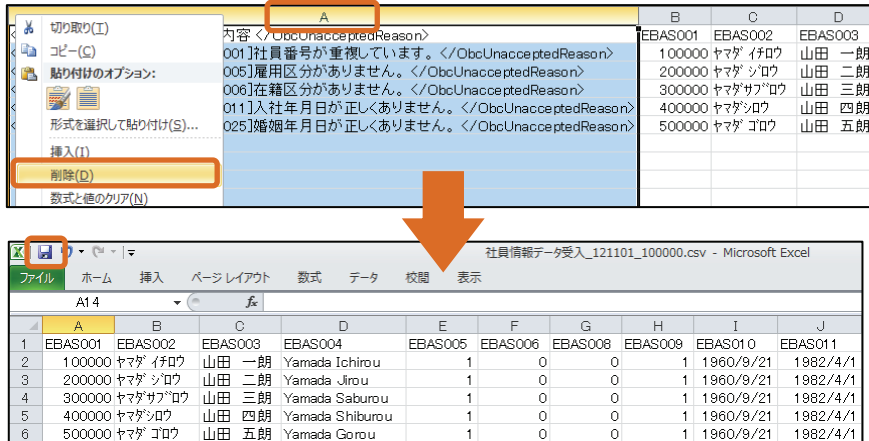 A B C D
切り取り(T)
コピー(C)
貼り付けのオプション:
形式を選択して貼り付け(S)...
挿入(I)
削除(D)
数式と値のクリア(N)
内容</ObcUnacceptedReason> EBAS001 EBAS002 EBAS003
001]社員番号が重複しています。</ObcUnacceptedReason> 100000 ヤマダ イチロウ 山田 一朗
005]雇用区分がありません。</ObcUnacceptedReason> 200000 ヤマダ ジロウ 山田 二朗
006]在籍区分がありません。</ObcUnacceptedReason> 300000 ヤマダサブロウ 山田 三朗
011]入社年月日が正しくありません。</ObcUnacceptedReason> 400000 ヤマダシロウ 山田 四朗
025]婚姻年月日が正しくありません。</ObcUnacceptedReason> 500000 ヤマダ ゴロウ 山田 五朗
社員情報データ受入_121101_100000.csv - Microsoft Excel
ファイル ホーム 挿入 ページ レイアウト 数式 データ 校閲 表示
A14 fx
A B C D E F G H I J
1 EBAS001 EBAS002 EBAS003 EBAS004 EBAS005 EBAS006 EBAS008 EBAS009 EBAS010 EBAS011
2 100000 ヤマダ イチロウ 山田 一朗 Yamada Ichirou 1 0 0 1 1960/9/21 1982/4/1
3 200000 ヤマダ ジロウ 山田 二朗 Yamada Jirou 1 0 0 1 1960/9/21 1982/4/1
4 300000 ヤマダサブロウ 山田 三朗 Yamada Saburou 1 0 0 1 1960/9/21 1982/4/1
5 400000 ヤマダシロウ 山田 四朗 Yamada Shiburou 1 0 0 1 1960/9/21 1982/4/1
6 500000 ヤマダ ゴロウ 山田 五朗 Yamada Gorou 1 0 0 1 1960/9/21 1982/4/1